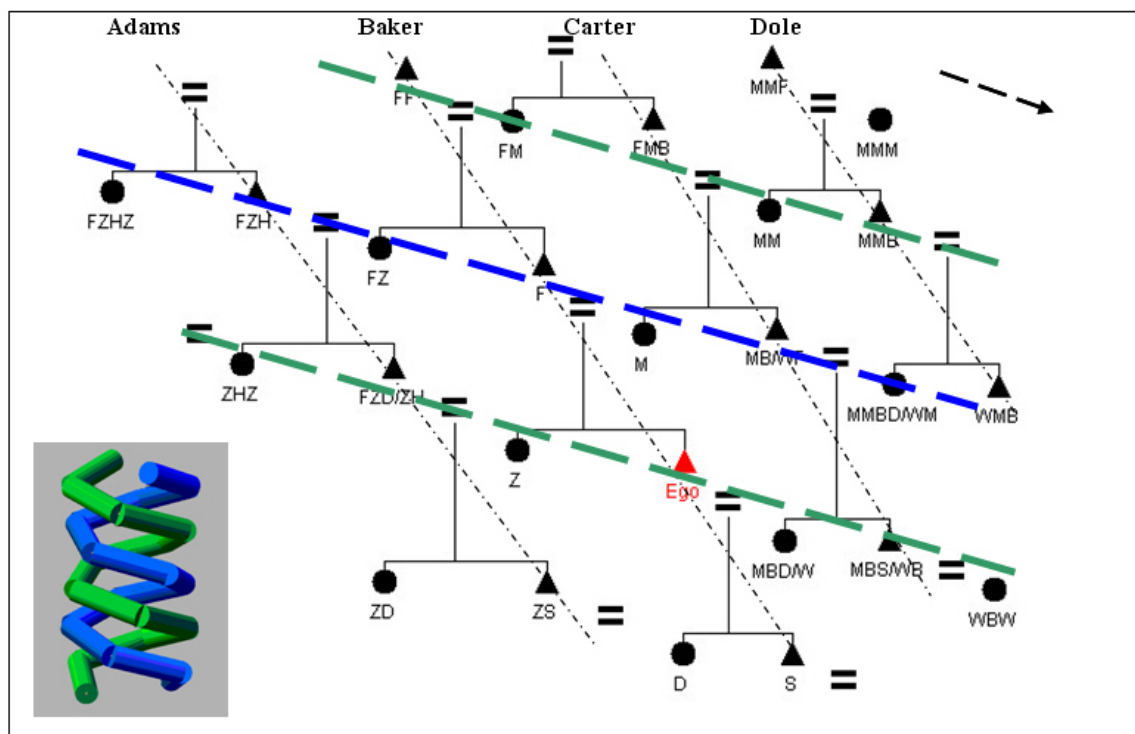 Adams Baker Carter Dole
FF
MMF
FM
FMB
MMM
FZHZ
FZH
MM
MMB
FZ
F
M
MB/WF
ZHZ
FZD/ZH
MMBD/WM
WMB
Z
Ego
MBD/W
MBS/WB
WBW
ZD
ZS
D
S